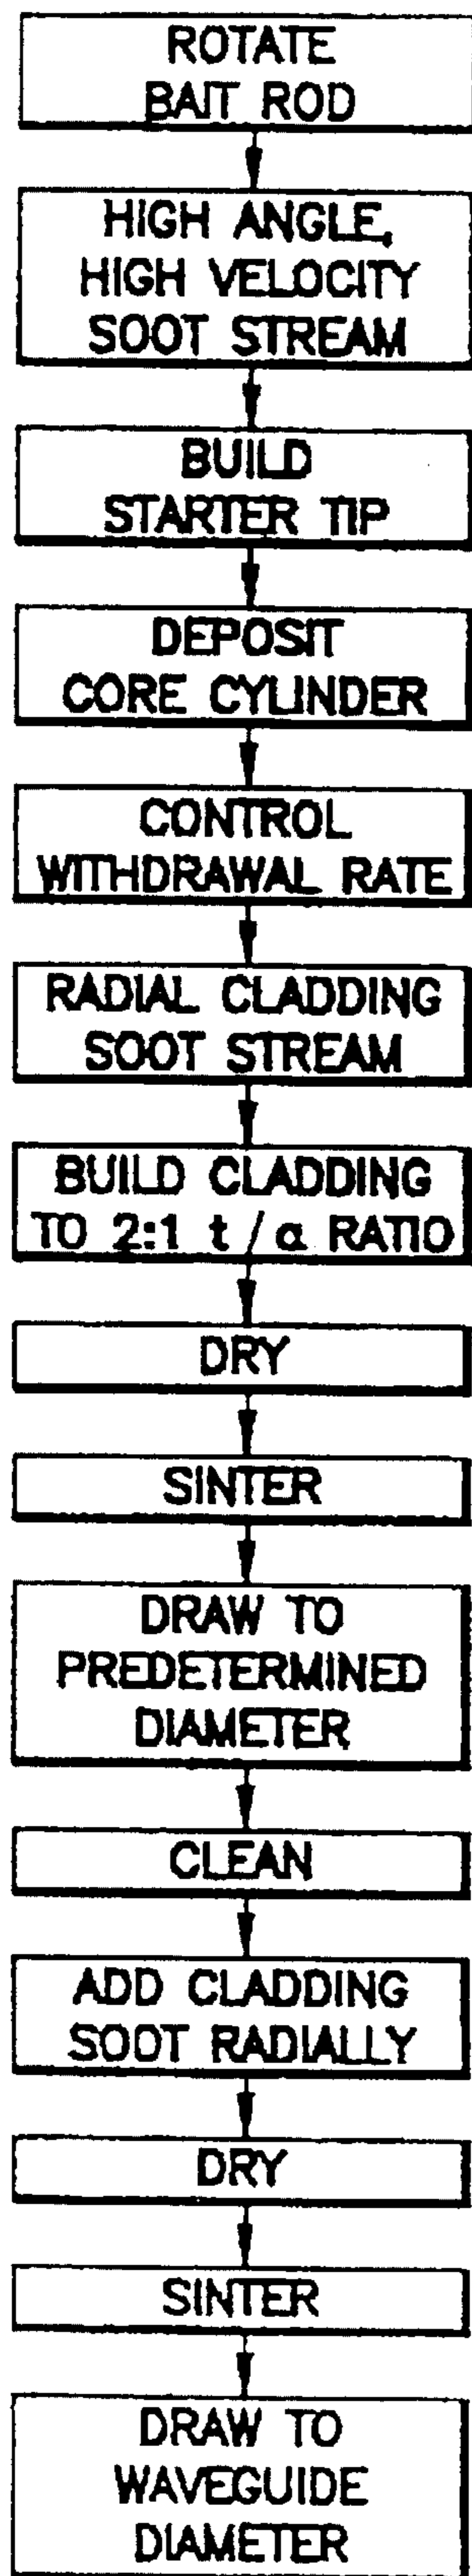 ROTATE
BAIT ROD
HIGH ANGLE,
HIGH VELOCITY
SOOT STREAM
BUILD
STARTER TIP
DEPOSIT
CORE CYLINDER
CONTROL
WITHDRAWAL RATE
RADIAL CLADDING
SOOT STREAM
BUILD CLADDING
TO 2:1 t / a RATIO
DRY
SINTER
DRAW TO
PREDETERMINED
DIAMETER
CLEAN
ADD CLADDING
SOOT RADIALLY
DRY
SINTER
DRAW TO
WAVEGUIDE
DIAMETER